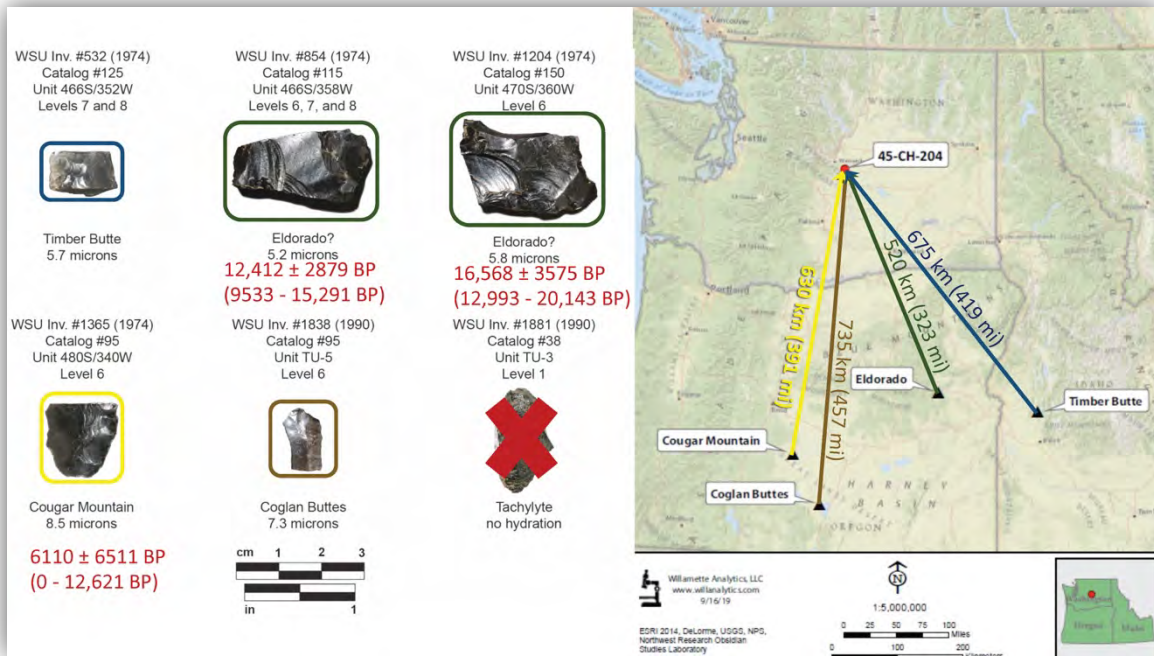 WSU Inv. #532 (1974)
Catalog #125
Unit 466S/352W
Levels 7 and 8
Timber Butte
5.7 microns
WSU Inv. #854 (1974)
Catalog #115
Unit 466S/358W
Levels 6, 7, and 8
Eldorado?
5.2 microns
12,412 ± 2879 BP
(9533 - 15,291 BP)
WSU Inv. #1204 (1974)
Catalog #150
Unit 470S/360W
Level 6
Eldorado?
5.8 microns
16,568 ± 3575 BP
(12,993 - 20,143 BP)
WSU Inv. #1365 (1974)
Catalog #95
Unit 480S/340W
Level 6
Cougar Mountain
8.5 microns
6110 ± 6511 BP
(0 - 12,621 BP)
WSU Inv. #1838 (1990)
Catalog #95
Unit TU-5
Level 6
Coglan Buttes
7.3 microns
cm 1 2 3
in 1
WSU Inv. #1881 (1990)
Catalog #38
Unit TU-3
Level 1
Tachylyte
no hydration
Vancouver
WASHINGTON
Seattle
45-CH-204
675 km (419 mi)
520 km (323 mi)
630 km (391 mi)
735 km (457 mi)
Portland
Eldorado
Timber Butte
IDAHO
Cougar Mountain
Coglan Buttes
HARNEY
BASIN
OREGON
Willamette Analytics, LLC
www.willanalytics.com
9/16/19
ESRI 2014, DeLorme, USGS, NPS,
Northwest Research Obsidian
Studies Laboratory
N
1:5,000,000
0 25 50 75 100
Miles
0 100 200
Kilometers
Washington
Oregon
Idaho